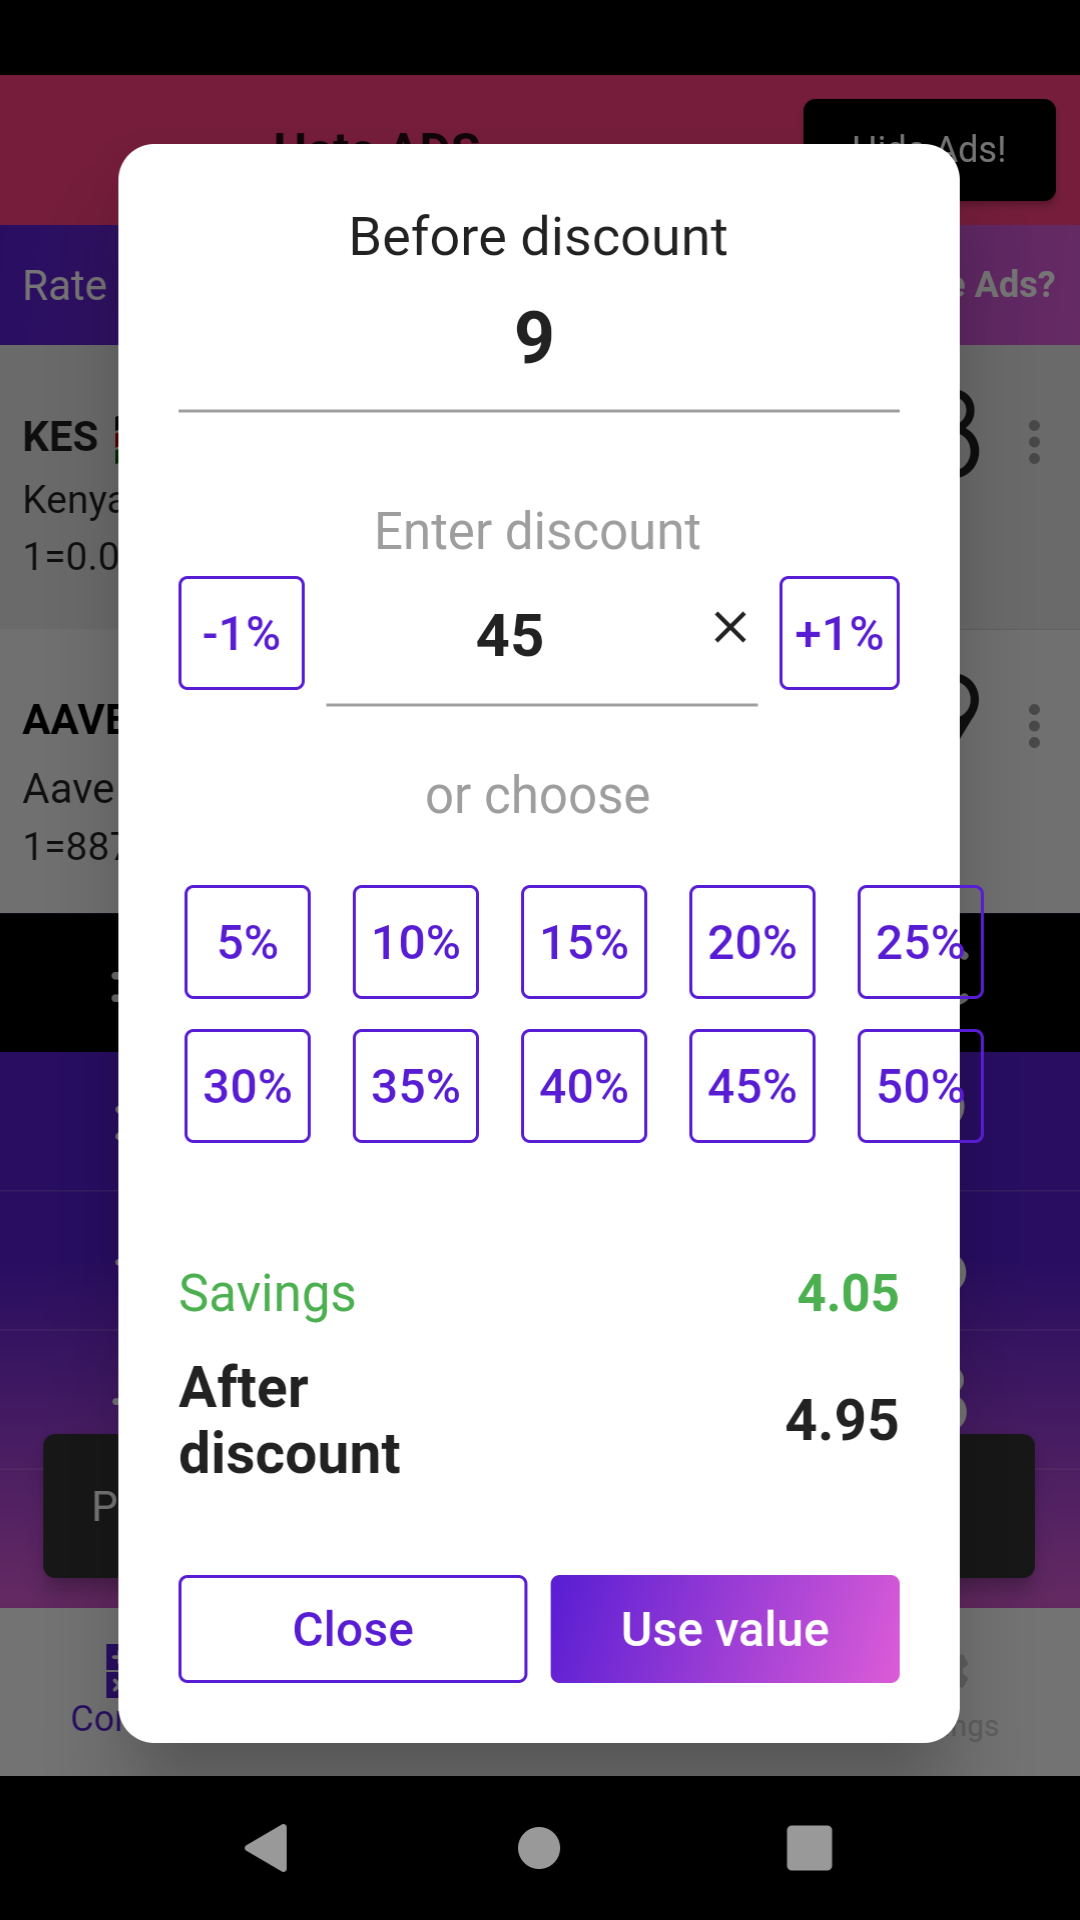 Hide Ads!
Before discount
Rate
Ads?
9
KES
Kenya
1=0.0
Enter discount
-1%
45
+1%
AAVE
Aave
1=887
or choose
5% 10% 15% 20% 25%
30% 35% 40% 45% 50%
Savings 4.05
After
discount
4.95
Close Use value